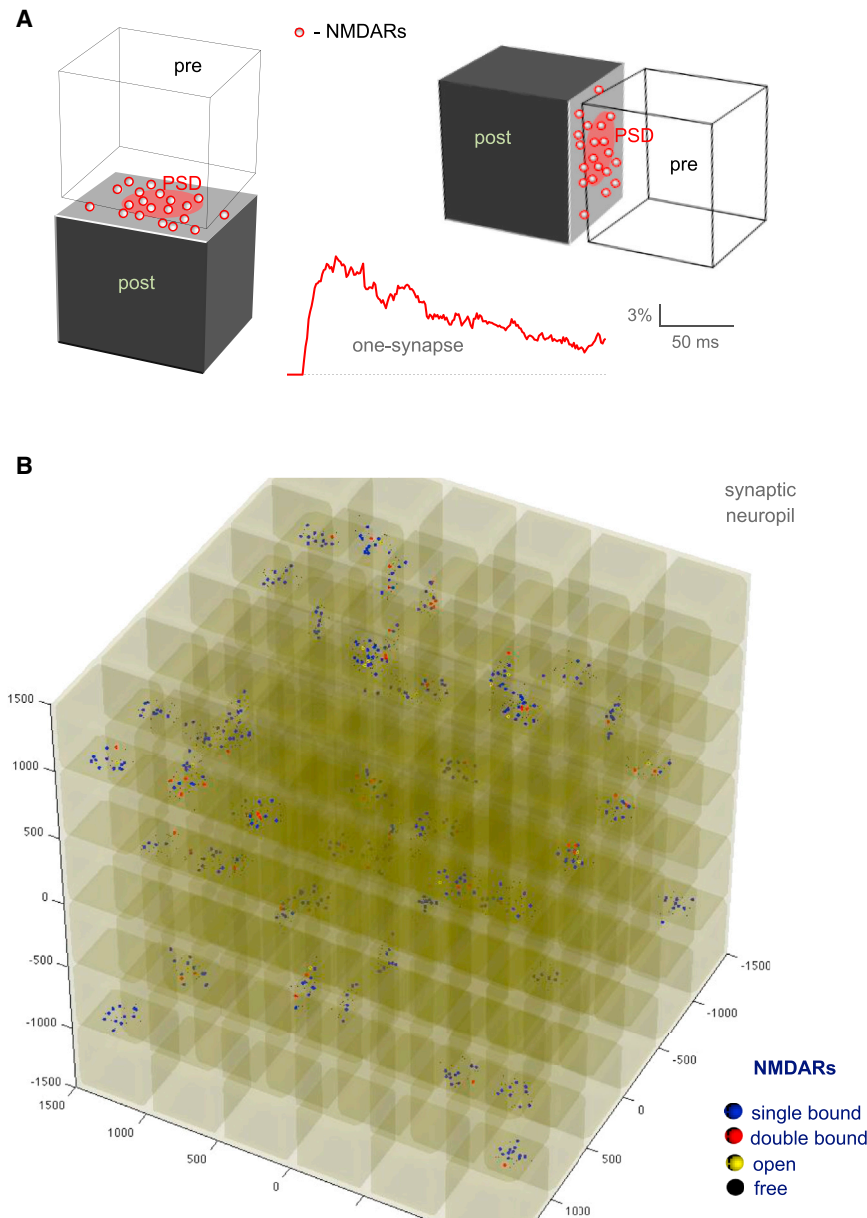 A
- NMDARs
pre
PSD
post
post
PSD
pre
one-synapse
3%
50 ms
B
synaptic
neuropil
1500
1000
500
0
-500
-1000
-1500
1500
1000
500
0
-1500
-1000
-500
0
500
1000
NMDARs
single bound
double bound
open
free